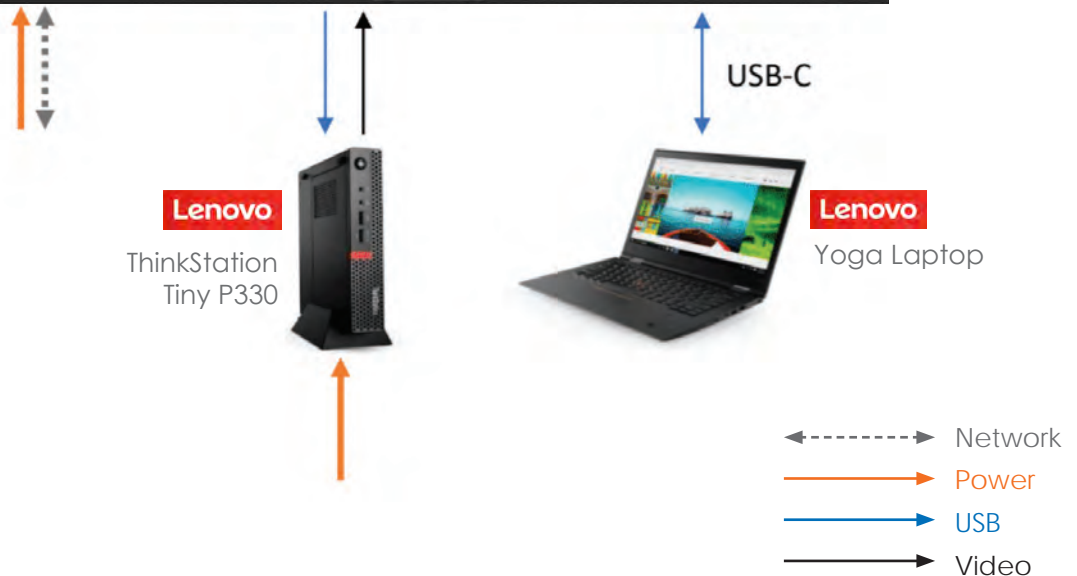 USB-C
Lenovo
ThinkStation
Tiny P330
Lenovo
Yoga Laptop
Network
Power
USB
Video